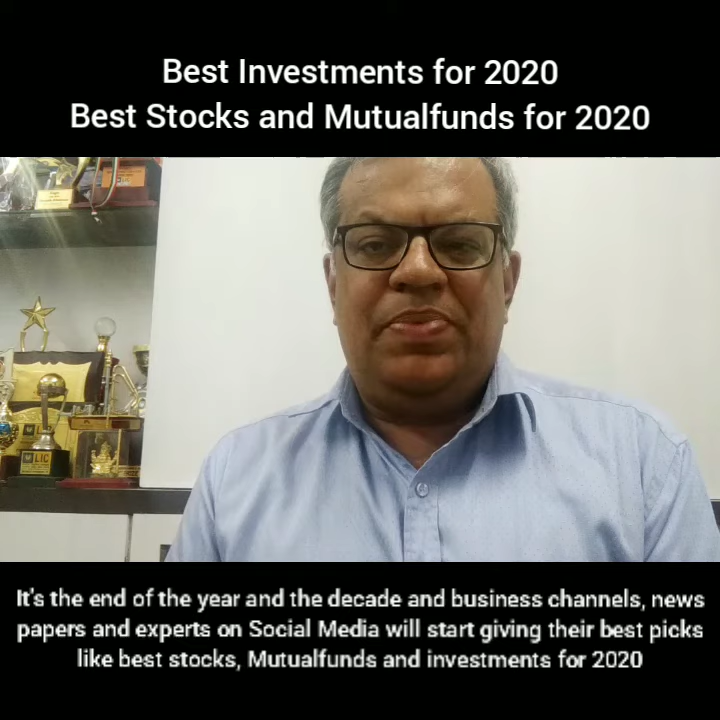 Best Investments for 2020
Best Stocks and Mutualfunds for 2020
LIC
It's the end of the year and the decade and business channels, news
papers and experts on Social Media will start giving their best picks
like best stocks, Mutualfunds and investments for 2020